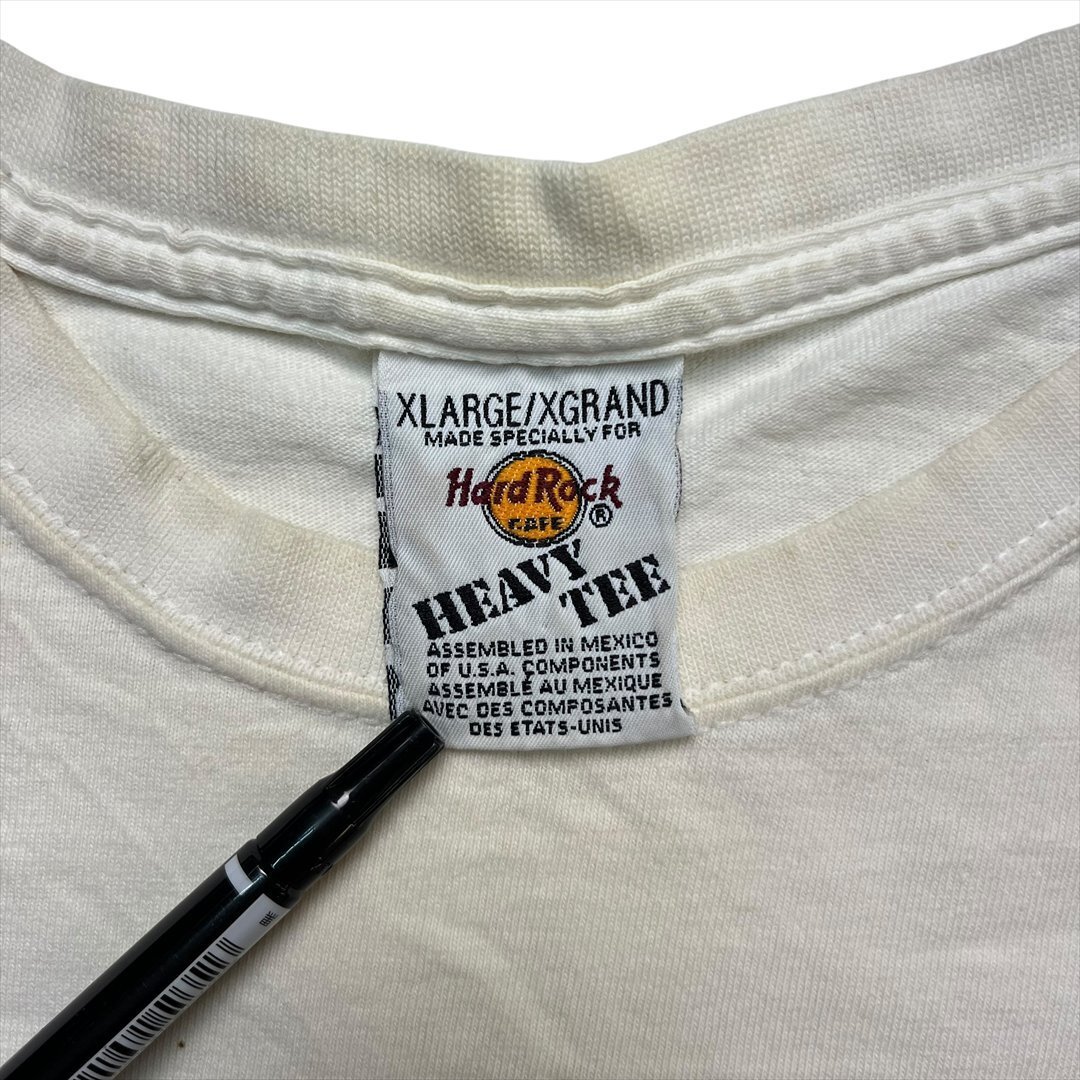 XLARGE/XGRAND
MADE SPECIALLY FOR
Hard Rock
CAFE ®
HEAVY
TEE
ASSEMBLED IN MEXICO
OF U.S.A. COMPONENTS
ASSEMBLÉ AU MEXIQUE
AVEC DES COMPOSANTES
DES ETATS-UNIS